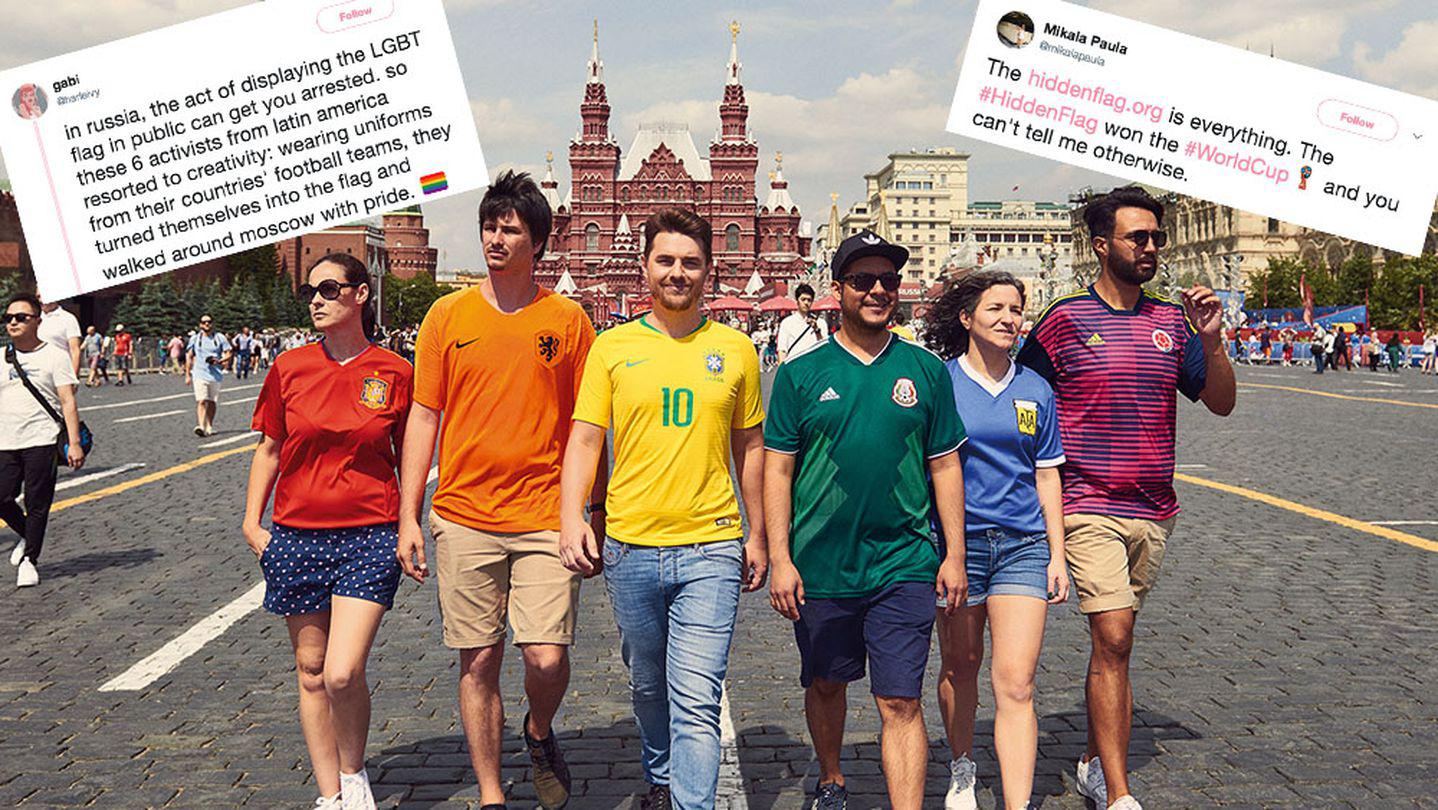 Follow
gabi
@harleivy
in russia, the act of displaying the LGBT
flag in public can get you arrested. so
these 6 activists from latin america
resorted to creativity: wearing uniforms
from their countries' football teams, they
turned themselves into the flag and
walked around moscow with pride. 🏳️‍🌈
Mikala Paula
@mikalapaula
Follow
The hiddenflag.org is everything. The
#HiddenFlag won the #WorldCup 🏆 and you
can't tell me otherwise.
10
adidas
AFA